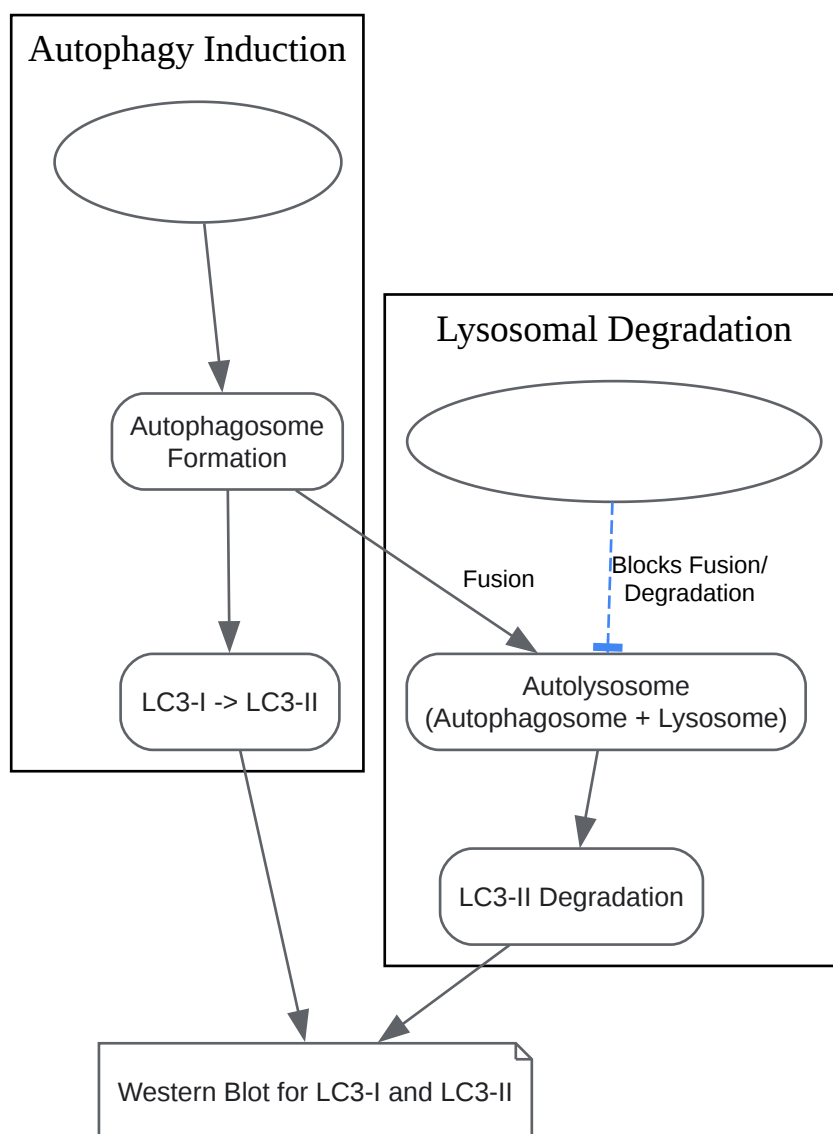 Autophagy Induction
Autophagosome
Formation
LC3-I -> LC3-II
Lysosomal Degradation
Fusion
Blocks Fusion/
Degradation
Autolysosome
(Autophagosome + Lysosome)
LC3-II Degradation
Western Blot for LC3-I and LC3-II